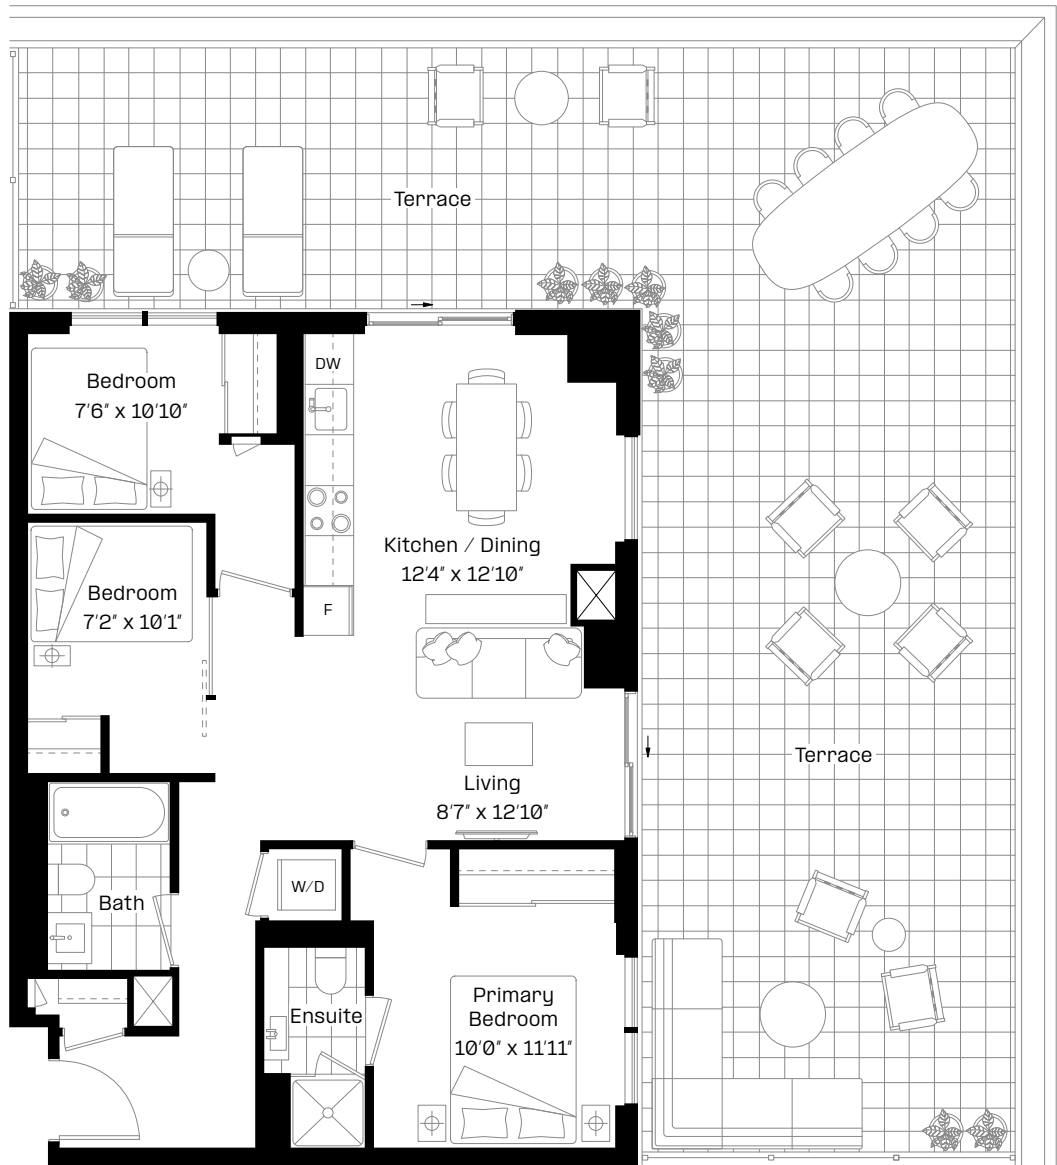 Terrace
DW
Bedroom
7'6" x 10'10"
Kitchen / Dining
12'4" x 12'10"
Bedroom
7'2" x 10'1"
F
Terrace
Living
8'7" x 12'10"
W/D
Bath
Primary
Bedroom
10'0" x 11'11"
Ensuite